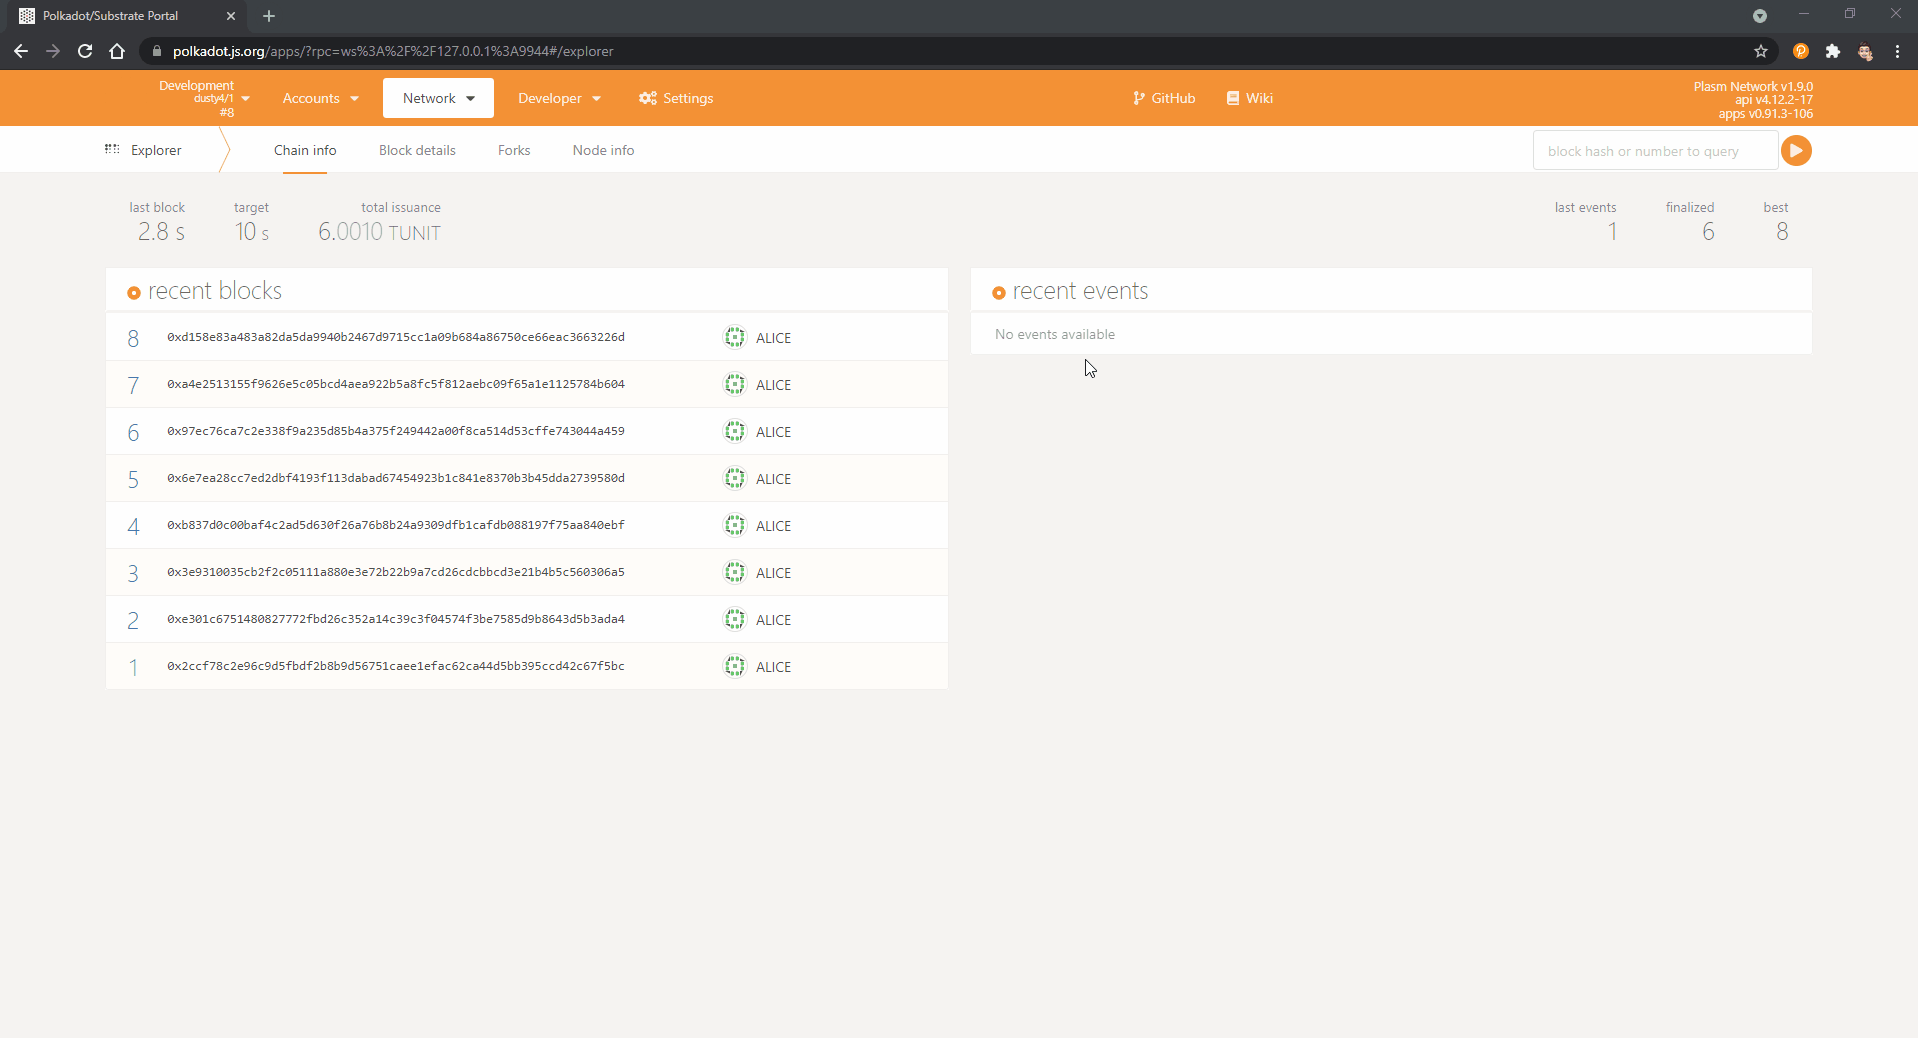 Polkadot/Substrate Portal
polkadot.js.org/apps/?rpc=ws%3A%2F%2F127.0.0.1%3A9944#/explorer
Development
dusty4/1
#8
Accounts
Network
Developer
Settings
GitHub
Wiki
Plasm Network v1.9.0
api v4.12.2-17
apps v0.91.3-106
Explorer
Chain info
Block details
Forks
Node info
block hash or number to query
last block
2.8 s
target
10 s
total issuance
6.0010 TUNIT
last events
1
finalized
6
best
8
recent blocks
8 0xd158e83a483a82da5da9940b2467d9715cc1a09b684a86750ce66eac3663226d ALICE
7 0xa4e2513155f9626e5c05bcd4aea922b5a8fc5f812aebc09f65a1e1125784b604 ALICE
6 0x97ec76ca7c2e338f9a235d85b4a375f249442a00f8ca514d53cffe743044a459 ALICE
5 0x6e7ea28cc7ed2dbf4193f113dabad67454923b1c841e8370b3b45dda2739580d ALICE
4 0xb837d0c00baf4c2ad5d630f26a76b8b24a9309dfb1cafdb088197f75aa840ebf ALICE
3 0x3e9310035cb2f2c05111a880e3e72b22b9a7cd26cdcbbcd3e21b4b5c560306a5 ALICE
2 0xe301c6751480827772fbd26c352a14c39c3f04574f3be7585d9b8643d5b3ada4 ALICE
1 0x2ccf78c2e96c9d5fbdf2b8b9d56751caee1efac62ca44d5bb395ccd42c67f5bc ALICE
recent events
No events available